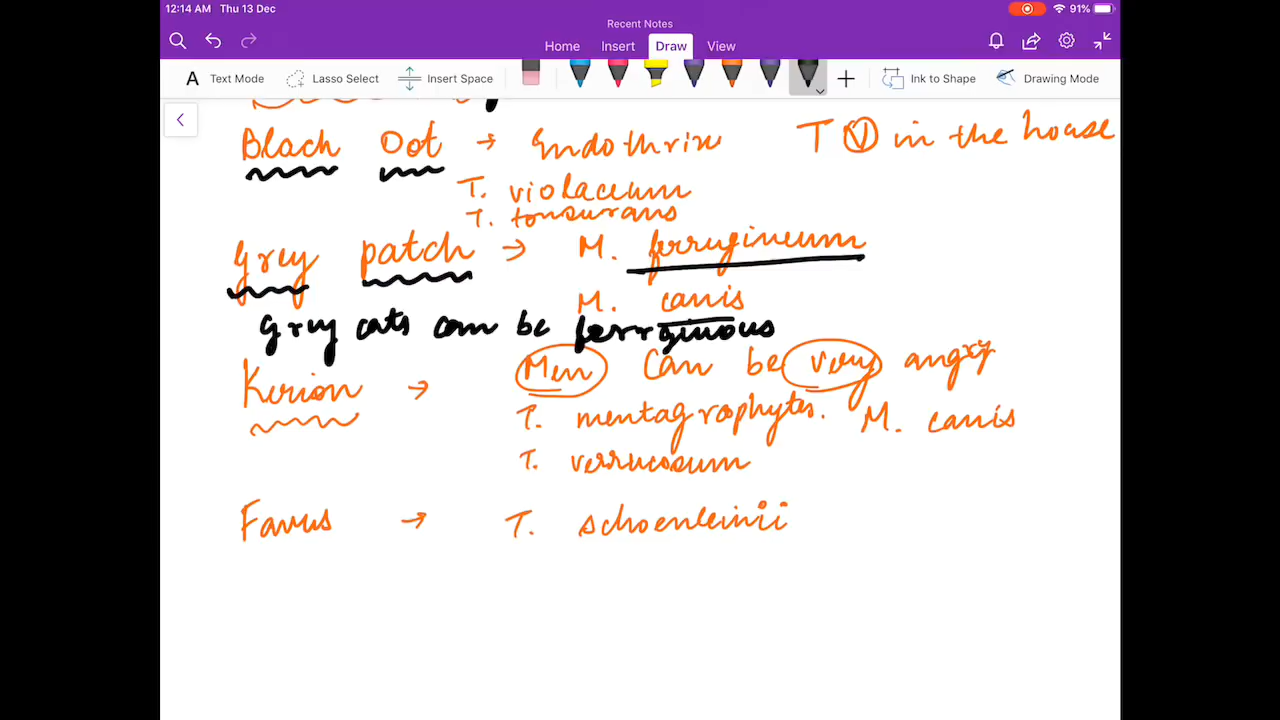 12:14 AM Thu 13 Dec
91%
Recent Notes
Home Insert Draw View
A Text Mode Lasso Select Insert Space Ink to Shape Drawing Mode
Black Dot → Endothrix T V in the house
T. violaceum
T. tonsurans
Grey patch → M. ferrugineum
M. canis
Grey cats can be ferrginous
Kerion → Men Can be very angry
T. mentagrophytes. M. canis
T. verrucosum
Favus → T. schoenleinii